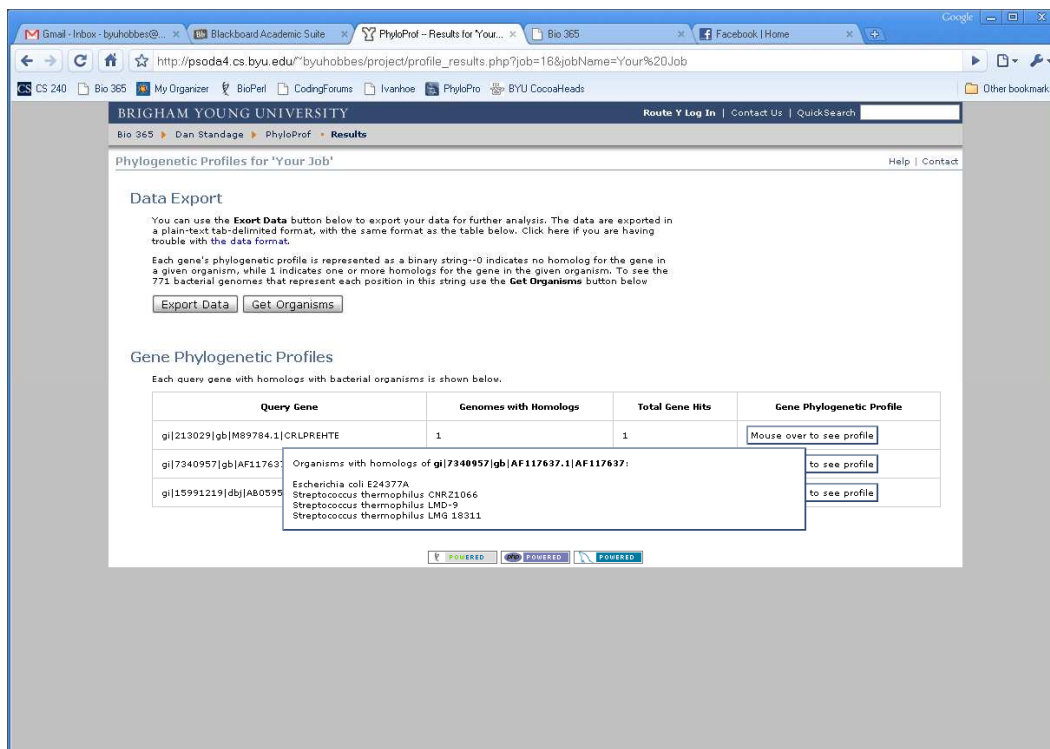 Google
Gmail - Inbox - byuhobbes@... Blackboard Academic Suite PhyloProf -- Results for 'Your... Bio 365 Facebook | Home
http://psoda4.cs.byu.edu/~byuhobbes/project/profile_results.php?job=16&jobName=Your%20Job
CS CS 240 Bio 365 My Organizer BioPerl CodingForums Ivanhoe PhyloPro BYU CocoaHeads Other bookmark
BRIGHAM YOUNG UNIVERSITY Route Y Log In | Contact Us | QuickSearch
Bio 365 Dan Standage PhyloProf Results
Phylogenetic Profiles for 'Your Job' Help | Contact
Data Export
You can use the Exort Data button below to export your data for further analysis. The data are exported in
a plain-text tab-delimited format, with the same format as the table below. Click here if you are having
trouble with the data format.
Each gene's phylogenetic profile is represented as a binary string--0 indicates no homolog for the gene in
a given organism, while 1 indicates one or more homologs for the gene in the given organism. To see the
771 bacterial genomes that represent each position in this string use the Get Organisms button below
Export Data Get Organisms
Gene Phylogenetic Profiles
Each query gene with homologs with bacterial organisms is shown below.
Query Gene Genomes with Homologs Total Gene Hits Gene Phylogenetic Profile
gi|213029|gb|M89784.1|CRLPREHTE 1 1 Mouse over to see profile
gi|7340957|gb|AF11763 to see profile
Organisms with homologs of gi|7340957|gb|AF117637.1|AF117637:
gi|15991219|dbj|AB0595 to see profile
Escherichia coli E24377A
Streptococcus thermophilus CNRZ1066
Streptococcus thermophilus LMD-9
Streptococcus thermophilus LMG 18311
POWERED php POWERED POWERED